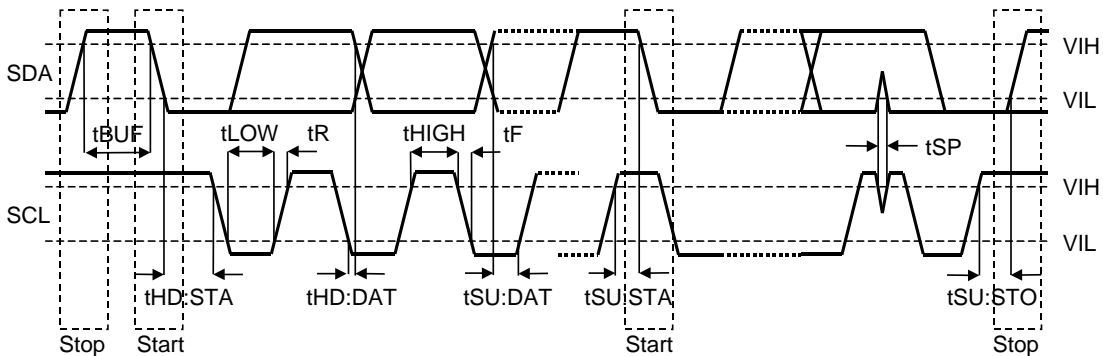 SDA
VIH
VIL
tBUF
tLOW
tR
tHIGH
tF
tSP
SCL
VIH
VIL
tHD:STA
tHD:DAT
tSU:DAT
tSU:STA
tSU:STO
Stop
Start
Start
Stop